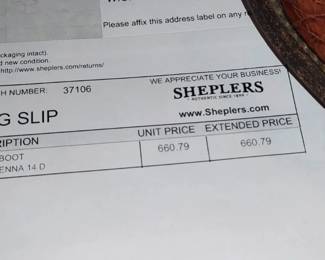 Please affix this address label on any
ckaging intact).
d new condition.
http://www.sheplers.com/returns/
H NUMBER: 37106
WE APPRECIATE YOUR BUSINESS!
SHEPLERS
AUTHENTIC SINCE 1899
www.Sheplers.com
G SLIP
RIPTION UNIT PRICE EXTENDED PRICE
BOOT 660.79 660.79
ENNA 14 D